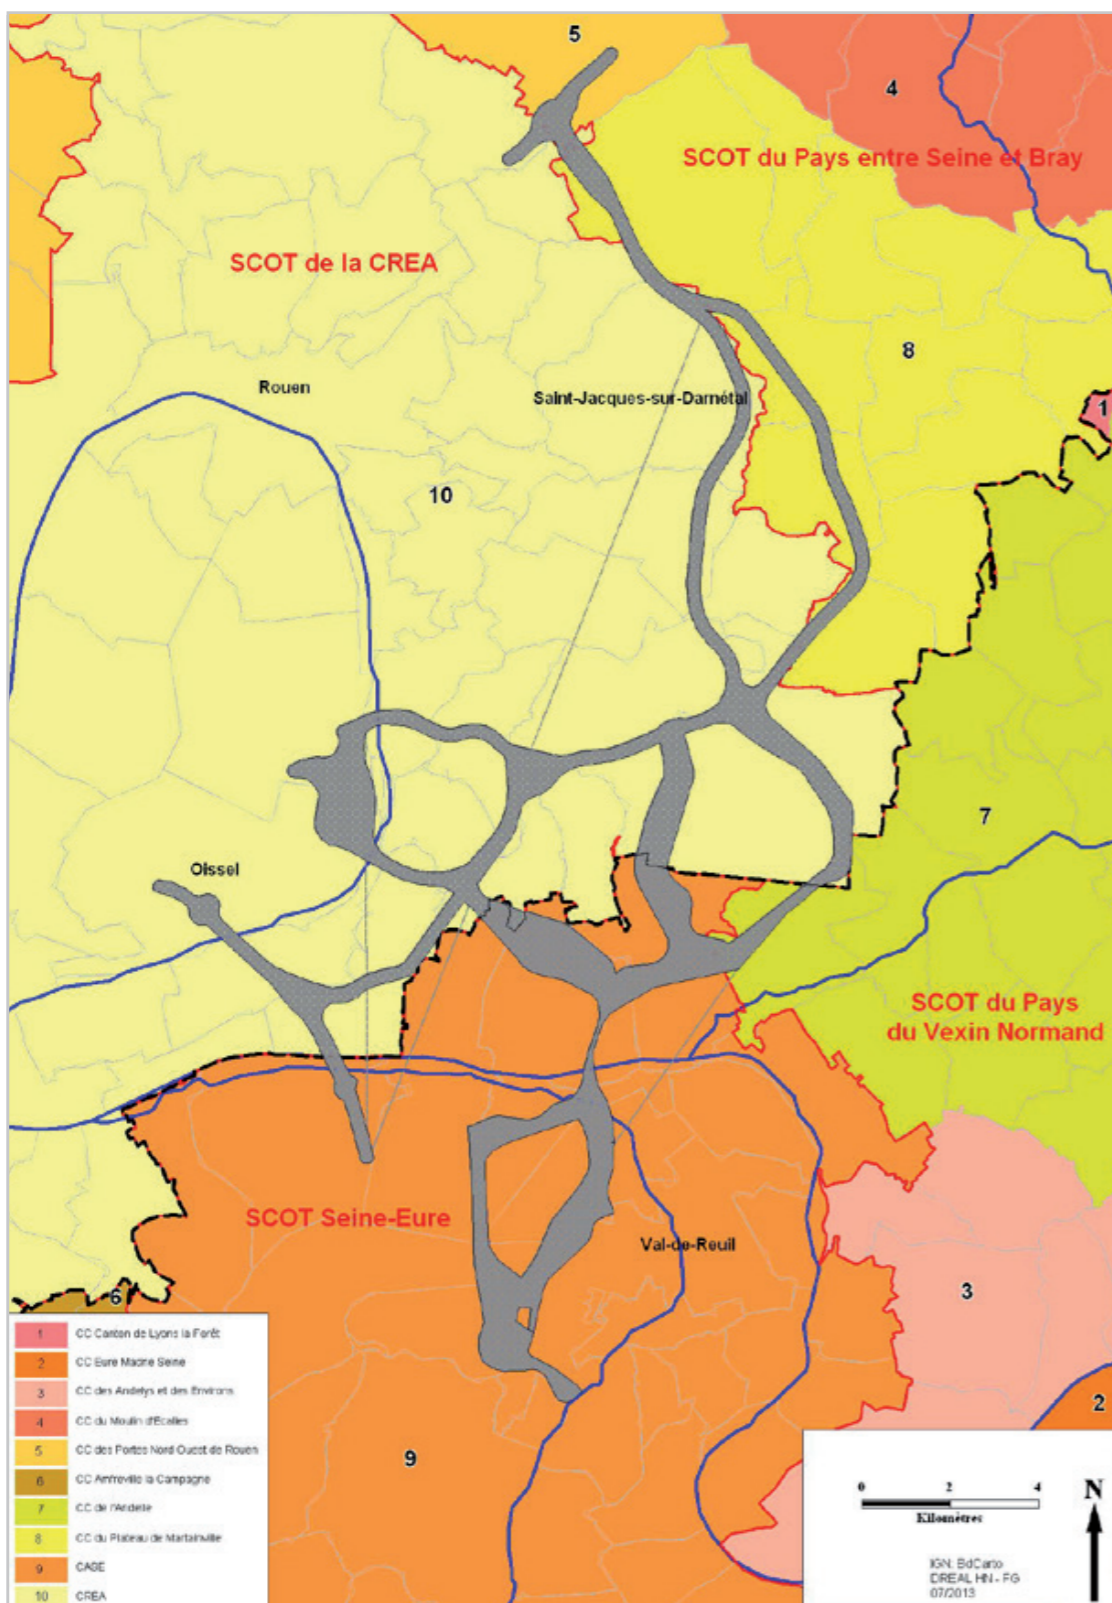 5
4
SCOT du Pays entre Seine et Bray
SCOT de la CREA
8
Rouen
Saint-Jacques-sur-Darnétal
1
10
7
Oissel
SCOT du Pays
du Vexin Normand
SCOT Seine-Eure
Val-de-Reuil
6
3
2
9
1 CC Canton de Lyons la Forêt
2 CC Eure Madrie Seine
3 CC des Andelys et des Environs
4 CC du Moulin d'Ecalles
5 CC des Portes Nord Ouest de Rouen
6 CC Amfreville la Campagne
7 CC de l'Andelle
8 CC du Plateau de Martainville
9 CASE
10 CREA
0 2 4
Kilomètres
N
IGN: BdCarto
DREAL HN - FG
07/2013